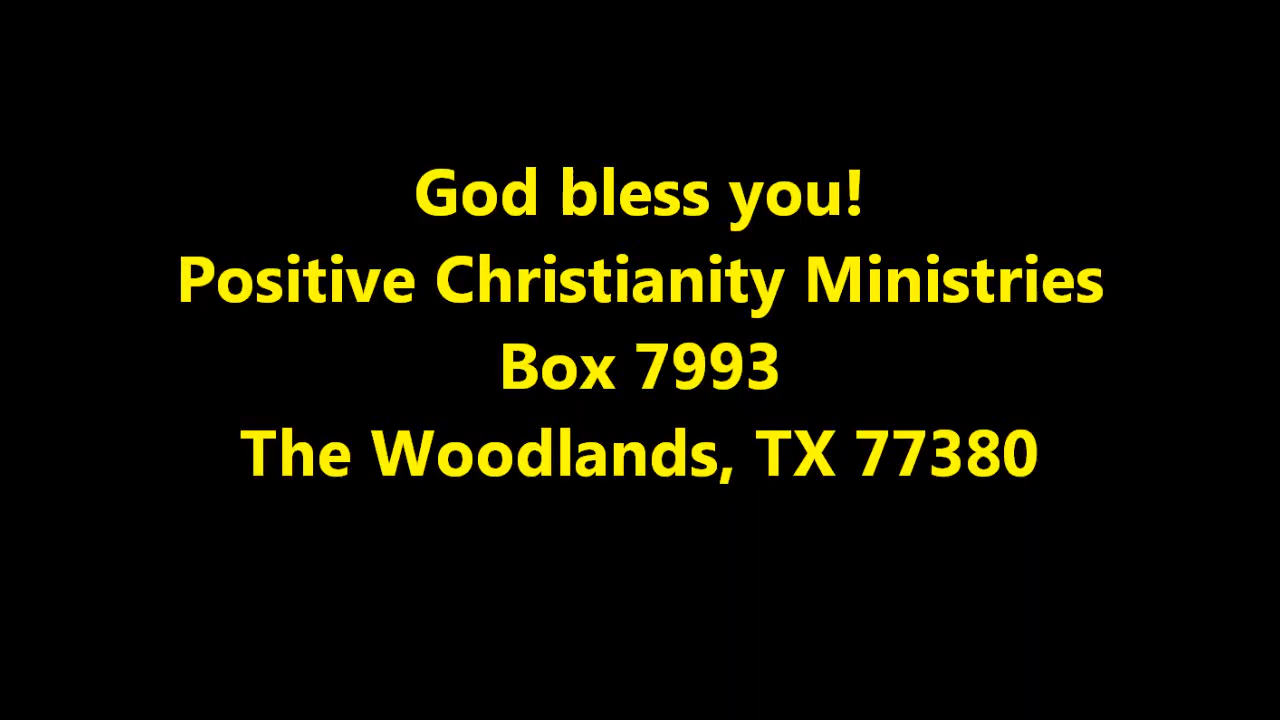 God bless you!
Positive Christianity Ministries
Box 7993
The Woodlands, TX 77380